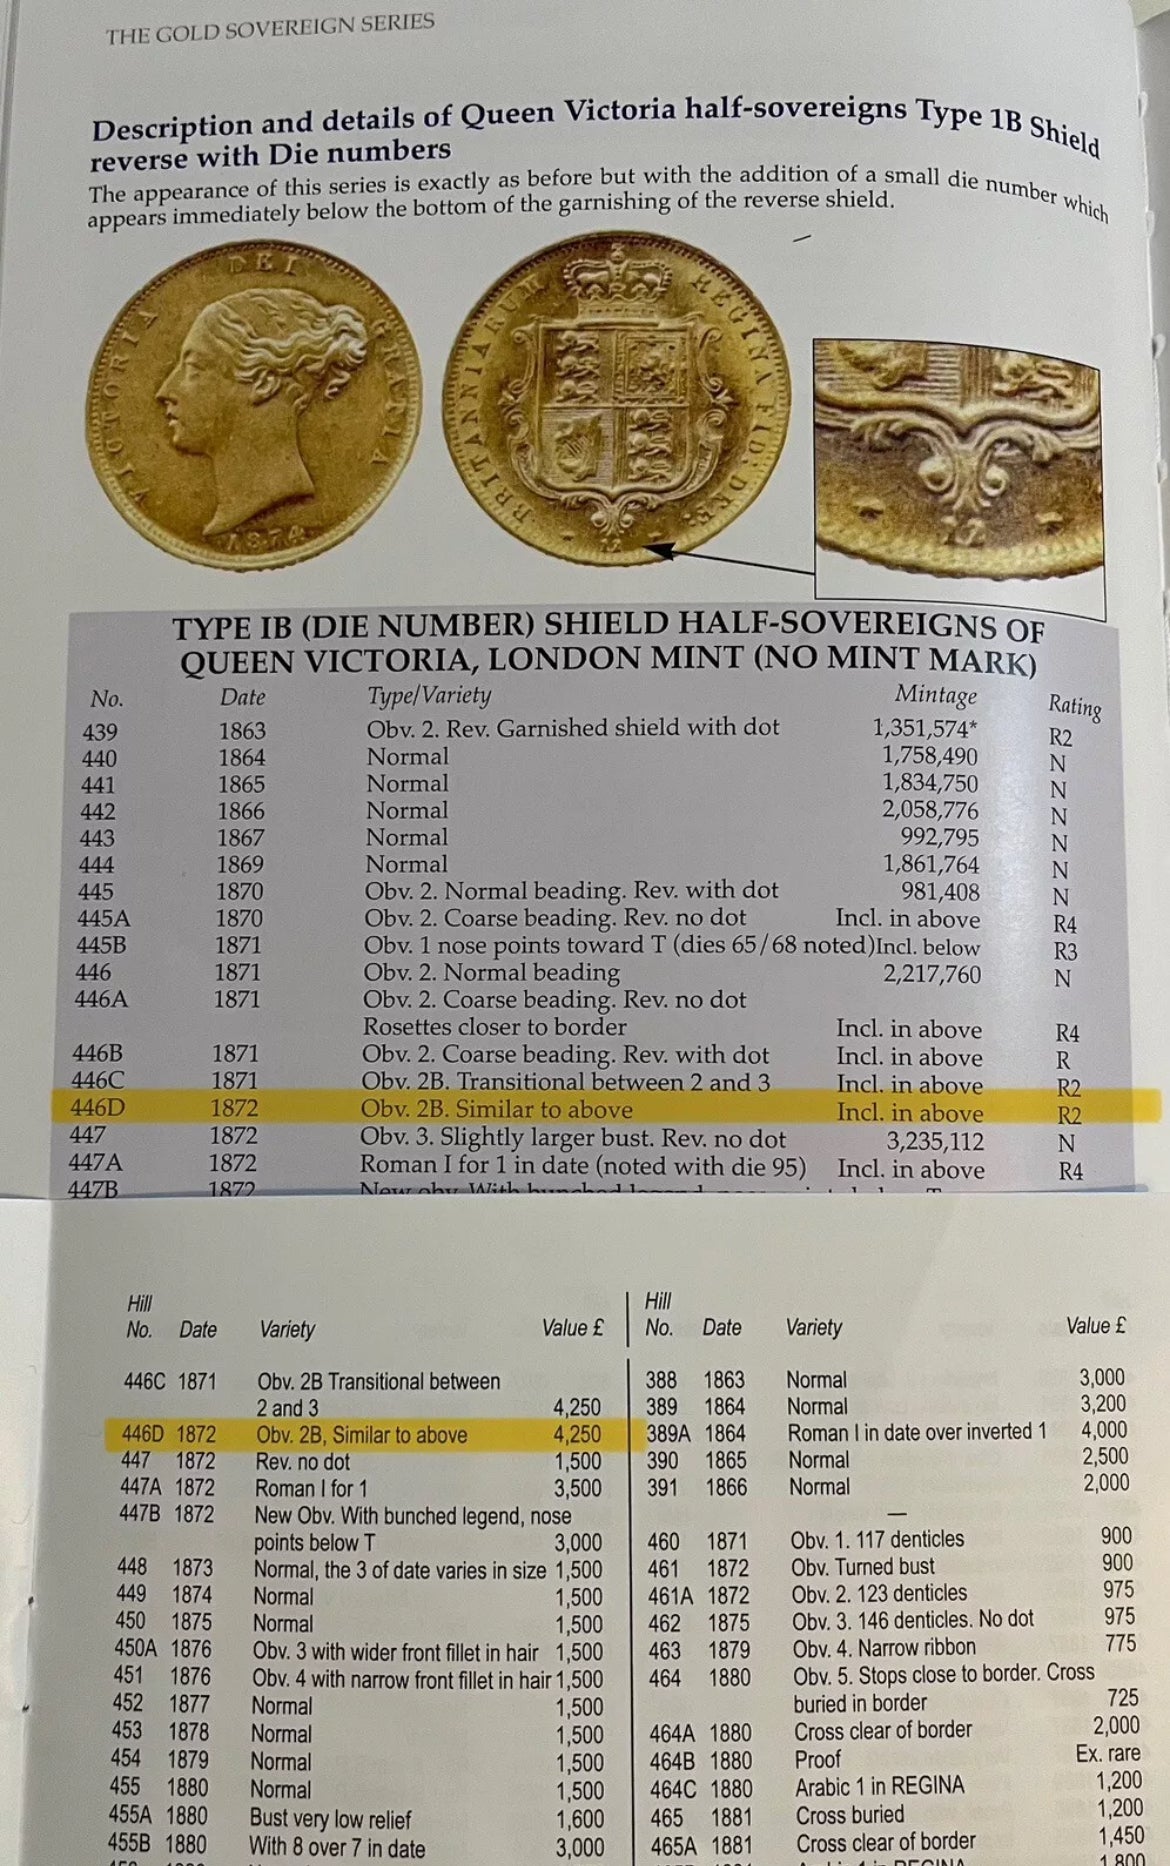 THE GOLD SOVEREIGN SERIES
Description and details of Queen Victoria half-sovereigns Type 1B Shield
reverse with Die numbers
The appearance of this series is exactly as before but with the addition of a small die number which
appears immediately below the bottom of the garnishing of the reverse shield.
VICTORIA DEI GRATIA
1874
BRITANNIARUM REGINA FID: DEF:
12
12
TYPE IB (DIE NUMBER) SHIELD HALF-SOVEREIGNS OF
QUEEN VICTORIA, LONDON MINT (NO MINT MARK)
No. Date Type/Variety Mintage Rating
439 1863 Obv. 2. Rev. Garnished shield with dot 1,351,574* R2
440 1864 Normal 1,758,490 N
441 1865 Normal 1,834,750 N
442 1866 Normal 2,058,776 N
443 1867 Normal 992,795 N
444 1869 Normal 1,861,764 N
445 1870 Obv. 2. Normal beading. Rev. with dot 981,408 N
445A 1870 Obv. 2. Coarse beading. Rev. no dot Incl. in above R4
445B 1871 Obv. 1 nose points toward T (dies 65/68 noted) Incl. below R3
446 1871 Obv. 2. Normal beading 2,217,760 N
446A 1871 Obv. 2. Coarse beading. Rev. no dot
Rosettes closer to border Incl. in above R4
446B 1871 Obv. 2. Coarse beading. Rev. with dot Incl. in above R
446C 1871 Obv. 2B. Transitional between 2 and 3 Incl. in above R2
446D 1872 Obv. 2B. Similar to above Incl. in above R2
447 1872 Obv. 3. Slightly larger bust. Rev. no dot 3,235,112 N
447A 1872 Roman I for 1 in date (noted with die 95) Incl. in above R4
447B 1872 New obv. With bunched legend,
Hill
No. Date Variety Value £
446C 1871 Obv. 2B Transitional between
2 and 3 4,250
446D 1872 Obv. 2B, Similar to above 4,250
447 1872 Rev. no dot 1,500
447A 1872 Roman I for 1 3,500
447B 1872 New Obv. With bunched legend, nose
points below T 3,000
448 1873 Normal, the 3 of date varies in size 1,500
449 1874 Normal 1,500
450 1875 Normal 1,500
450A 1876 Obv. 3 with wider front fillet in hair 1,500
451 1876 Obv. 4 with narrow front fillet in hair 1,500
452 1877 Normal 1,500
453 1878 Normal 1,500
454 1879 Normal 1,500
455 1880 Normal 1,500
455A 1880 Bust very low relief 1,600
455B 1880 With 8 over 7 in date 3,000
Hill
No. Date Variety Value £
388 1863 Normal 3,000
389 1864 Normal 3,200
389A 1864 Roman I in date over inverted 1 4,000
390 1865 Normal 2,500
391 1866 Normal 2,000
—
460 1871 Obv. 1. 117 denticles 900
461 1872 Obv. Turned bust 900
461A 1872 Obv. 2. 123 denticles 975
462 1875 Obv. 3. 146 denticles. No dot 975
463 1879 Obv. 4. Narrow ribbon 775
464 1880 Obv. 5. Stops close to border. Cross
buried in border 725
464A 1880 Cross clear of border 2,000
464B 1880 Proof Ex. rare
464C 1880 Arabic 1 in REGINA 1,200
465 1881 Cross buried 1,200
465A 1881 Cross clear of border 1,450
1,800